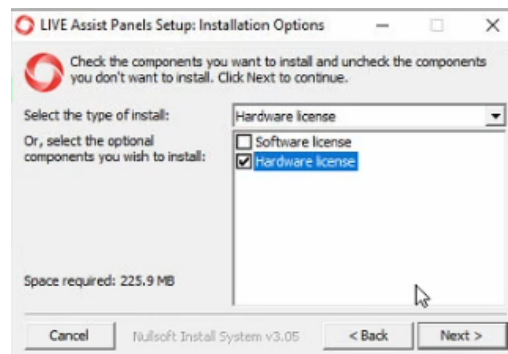 LIVE Assist Panels Setup: Installation Options
Check the components you want to install and uncheck the components
you don't want to install. Click Next to continue.
Select the type of install:
Hardware license
Or, select the optional
components you wish to install:
Software license
Hardware license
Space required: 225.9 MB
Cancel
Nullsoft Install System v3.05
< Back
Next >